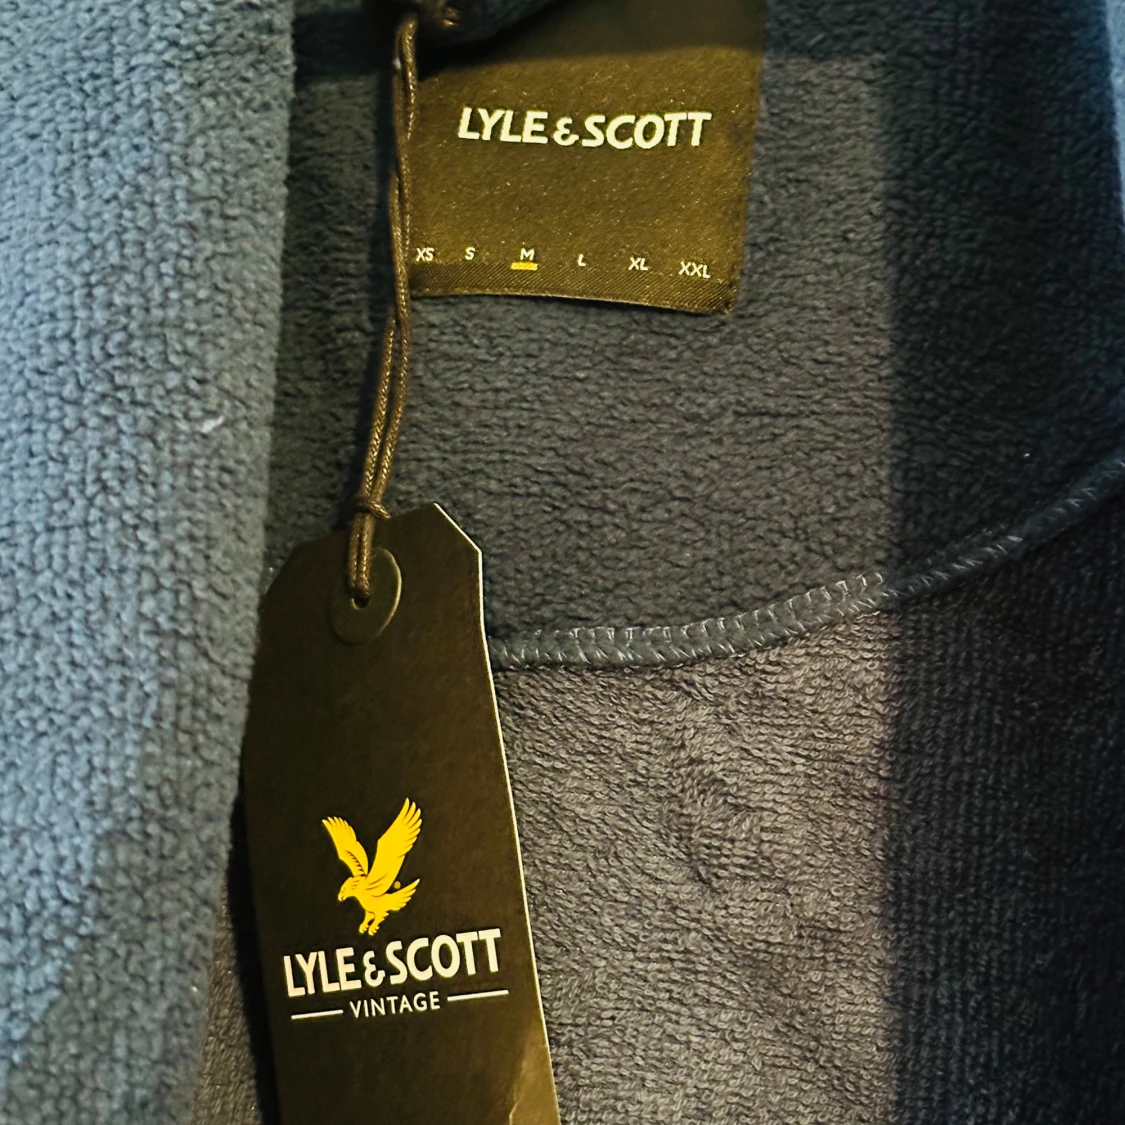 LYLE & SCOTT
XS S M L XL XXL
LYLE & SCOTT
VINTAGE